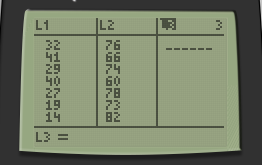 L1 L2 L3 3
32 76 ------
41 66
29 74
40 60
27 78
19 73
14 82
L3 =